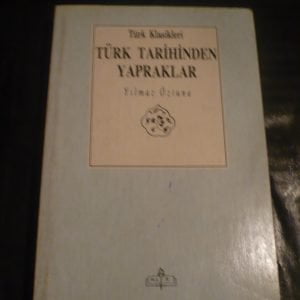 Türk Klasikleri
TÜRK TARİHİNDEN
YAPRAKLAR
Yılmaz Öztuna